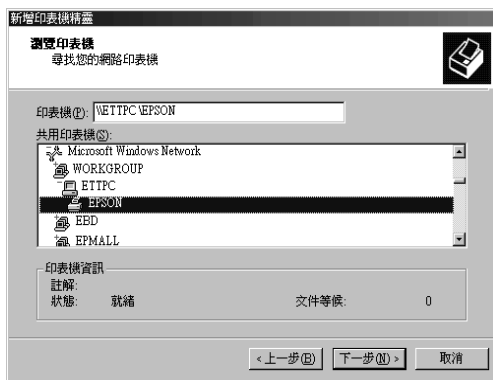 新增印表機精靈
瀏覽印表機
尋找您的網路印表機
印表機(P): \\ETTPC\EPSON
共用印表機(S):
Microsoft Windows Network
WORKGROUP
ETTPC
EPSON
EBD
EPMALL
印表機資訊
註解:
狀態: 就緒 文件等候: 0
<上一步(B) 下一步(N)> 取消